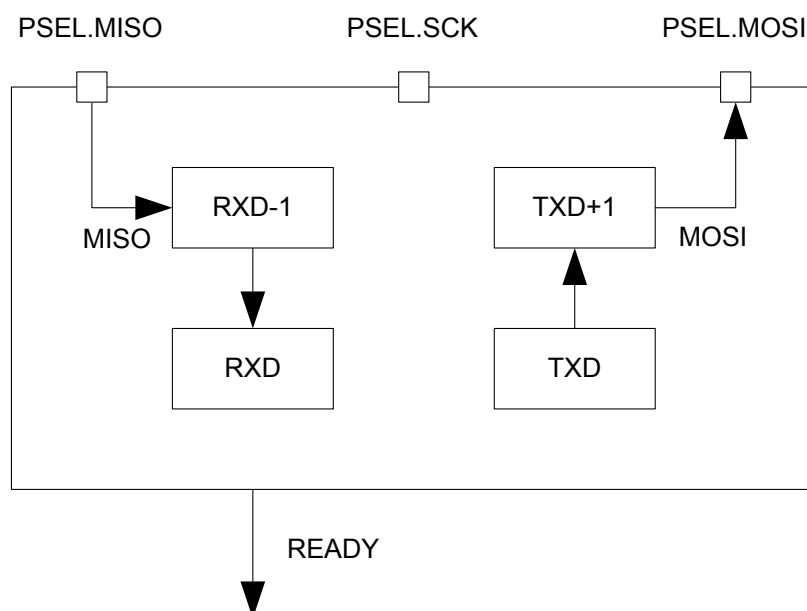 PSEL.MISO
PSEL.SCK
PSEL.MOSI
RXD-1
TXD+1
MISO
MOSI
RXD
TXD
READY